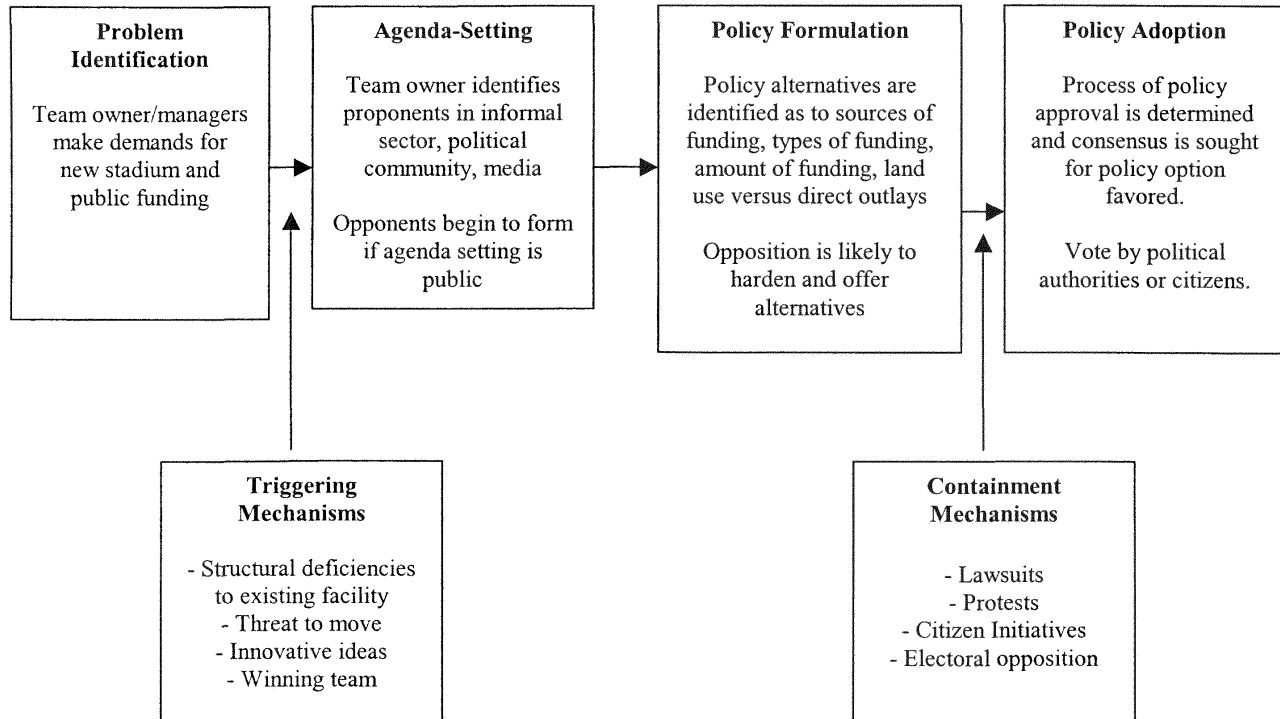 Problem
Identification
Team owner/managers
make demands for
new stadium and
public funding
Agenda-Setting
Team owner identifies
proponents in informal
sector, political
community, media
Opponents begin to form
if agenda setting is
public
Policy Formulation
Policy alternatives are
identified as to sources of
funding, types of funding,
amount of funding, land
use versus direct outlays
Opposition is likely to
harden and offer
alternatives
Policy Adoption
Process of policy
approval is determined
and consensus is sought
for policy option
favored.
Vote by political
authorities or citizens.
Triggering
Mechanisms
- Structural deficiencies
to existing facility
- Threat to move
- Innovative ideas
- Winning team
Containment
Mechanisms
- Lawsuits
- Protests
- Citizen Initiatives
- Electoral opposition